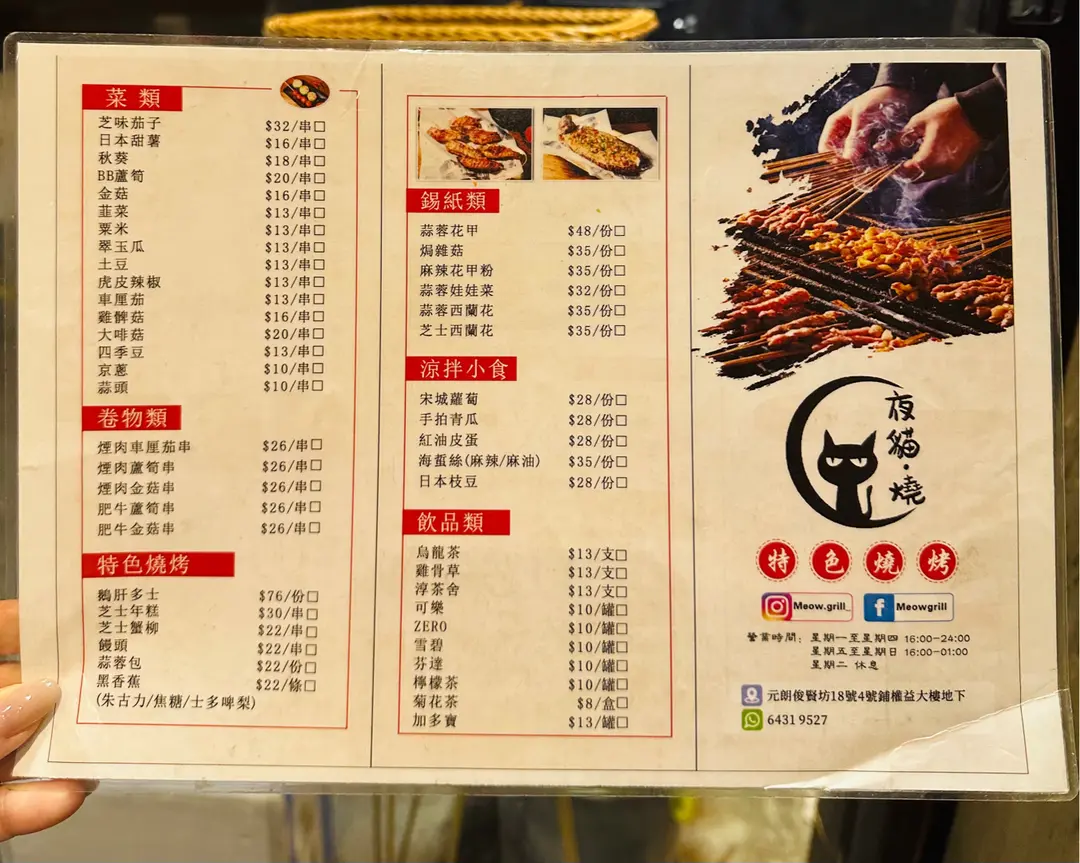 菜類
芝味茄子 $32/串□
日本甜薯 $16/串□
秋葵 $18/串□
BB蘆筍 $20/串□
金菇 $16/串□
韭菜 $13/串□
粟米 $13/串□
翠玉瓜 $13/串□
土豆 $13/串□
虎皮辣椒 $13/串□
車厘茄 $13/串□
雞髀菇 $16/串□
大啡菇 $20/串□
四季豆 $13/串□
京蔥 $10/串□
蒜頭 $10/串□
卷物類
煙肉車厘茄串 $26/串□
煙肉蘆筍串 $26/串□
煙肉金菇串 $26/串□
肥牛蘆筍串 $26/串□
肥牛金菇串 $26/串□
特色燒烤
鵝肝多士 $76/份□
芝士年糕 $30/串□
芝士蟹柳 $22/串□
饅頭 $22/串□
蒜蓉包 $22/份□
黑香蕉 $22/條□
(朱古力/焦糖/士多啤梨)
錫紙類
蒜蓉花甲 $48/份□
焗雜菇 $35/份□
麻辣花甲粉 $35/份□
蒜蓉娃娃菜 $32/份□
蒜蓉西蘭花 $35/份□
芝士西蘭花 $35/份□
涼拌小食
宋城蘿蔔 $28/份□
手拍青瓜 $28/份□
紅油皮蛋 $28/份□
海蜇絲(麻辣/麻油) $35/份□
日本枝豆 $28/份□
飲品類
烏龍茶 $13/支□
雞骨草 $13/支□
淳茶舍 $13/支□
可樂 $10/罐□
ZERO $10/罐□
雪碧 $10/罐□
芬達 $10/罐□
檸檬茶 $10/罐□
菊花茶 $8/盒□
加多寶 $13/罐□
夜貓·燒
特色燒烤
Meow.grill_ Meowgrill
營業時間: 星期一至星期四 16:00-24:00
星期五至星期日 16:00-01:00
星期二 休息
元朗俊賢坊18號4號鋪權益大樓地下
6431 9527